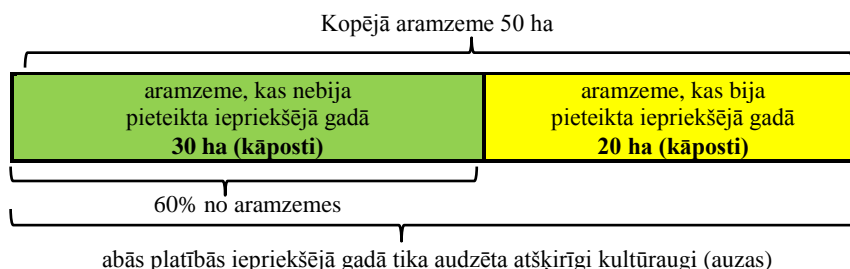 Kopējā aramzeme 50 ha
aramzeme, kas nebija
pieteikta iepriekšējā gadā
30 ha (kāposti)
aramzeme, kas bija
pieteikta iepriekšējā gadā
20 ha (kāposti)
60% no aramzemes
abās platībās iepriekšējā gadā tika audzēta atšķirīgi kultūraugi (auzas)